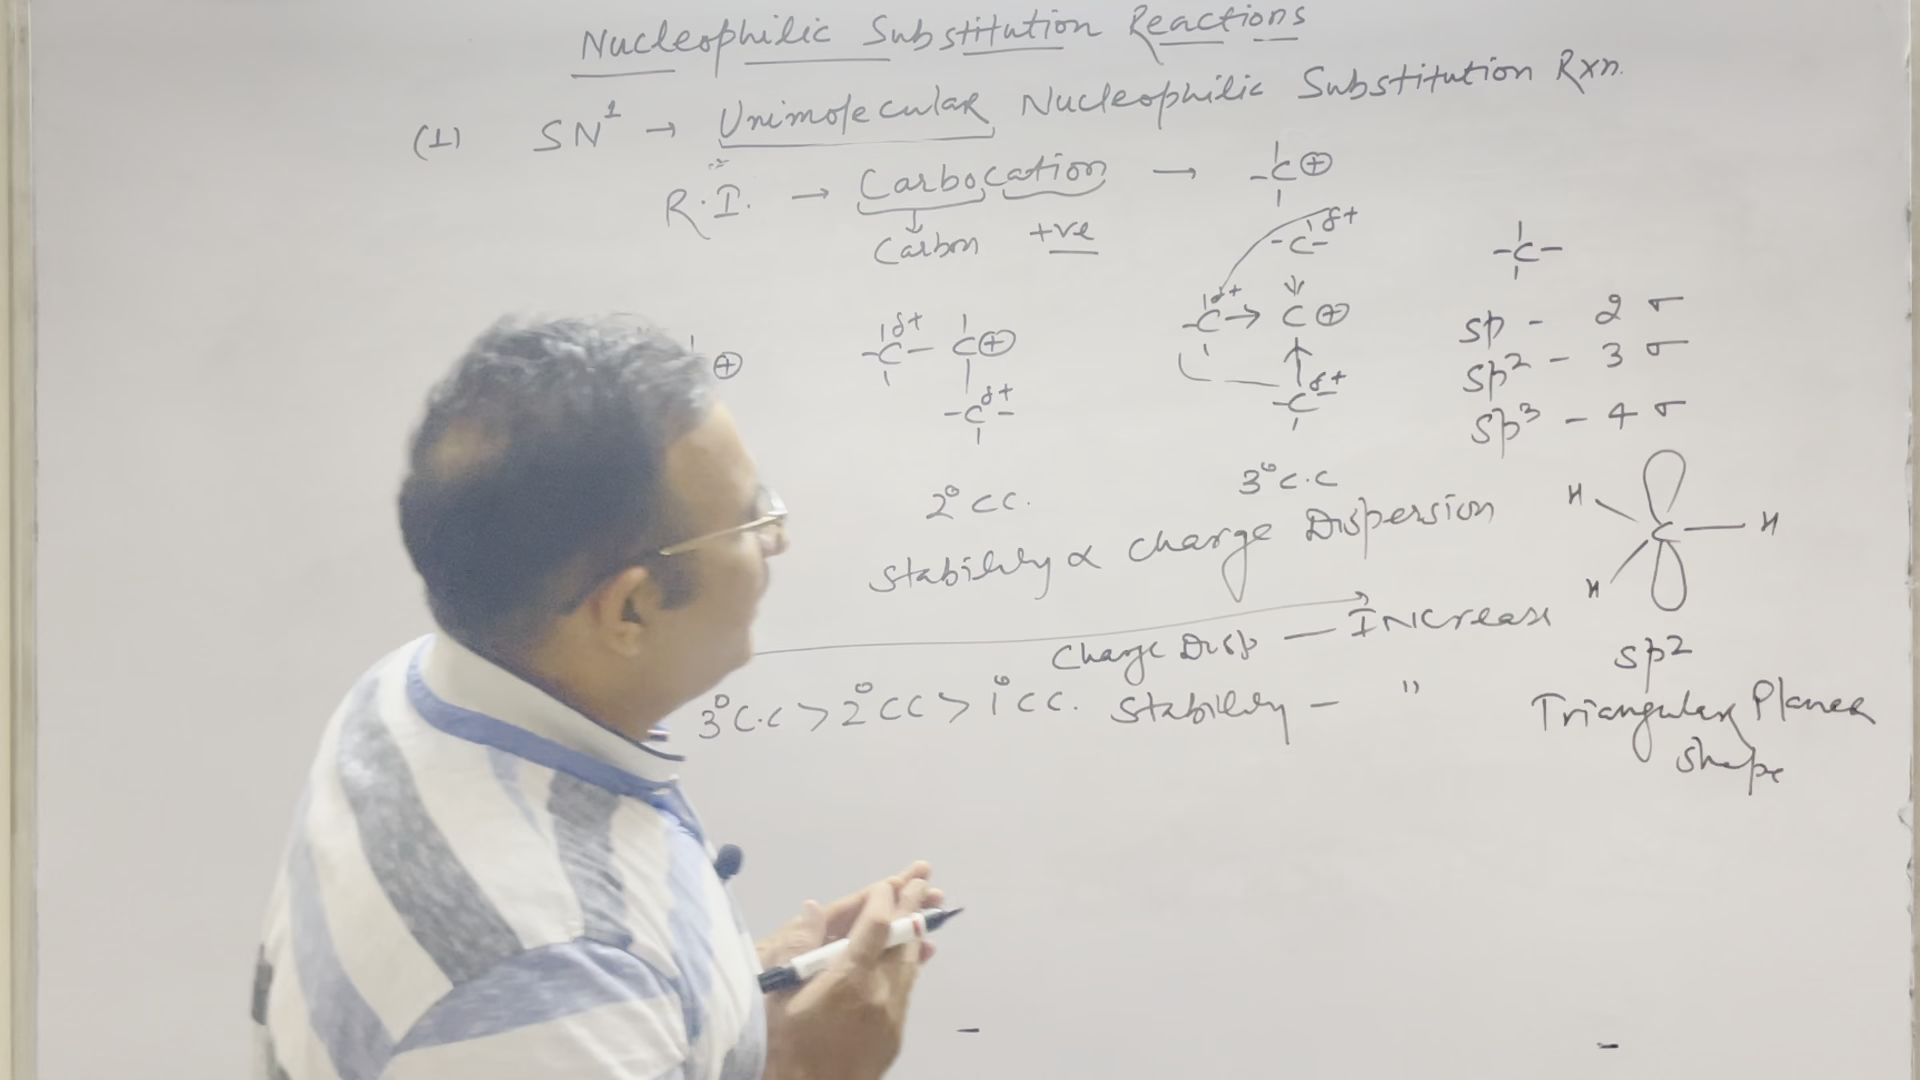 Nucleophilic Substitution Reactions
(1) SN¹ → Unimolecular Nucleophilic Substitution Rxn.
R.I. → Carbocation → -C⊕
Carbon +ve
-C- δ+
-C-
⊕
-C- δ+ C⊕
-C- δ+
-C δ+ → C⊕
-C- δ+
sp - 2 σ
sp2 - 3 σ
sp3 - 4 σ
2° CC.
3° C.C
Stability ∝ Charge Dispersion
H C H
H
sp2
Triangular Planer
Shape
Charge Disp — Increase
3° C.C > 2° CC > 1° CC. Stability - "